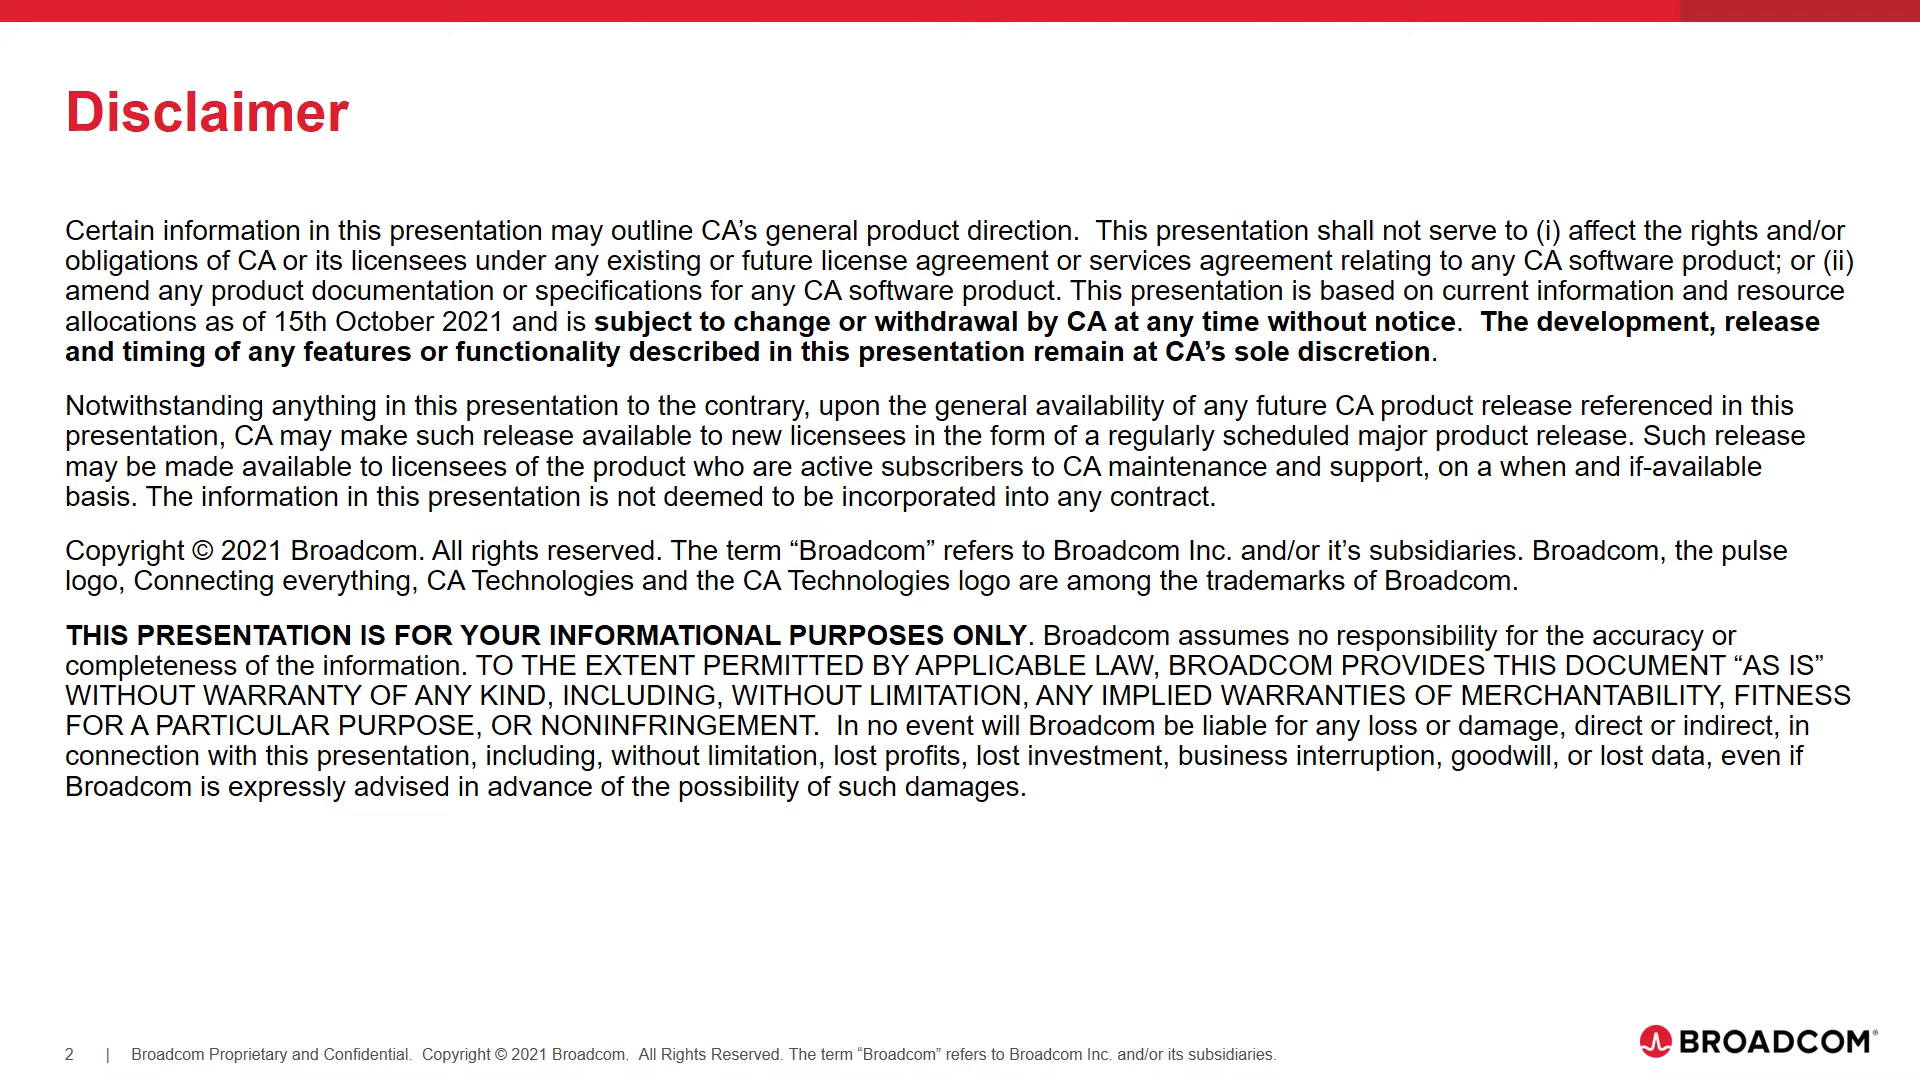 Disclaimer
Certain information in this presentation may outline CA’s general product direction.  This presentation shall not serve to (i) affect the rights and/or
obligations of CA or its licensees under any existing or future license agreement or services agreement relating to any CA software product; or (ii)
amend any product documentation or specifications for any CA software product. This presentation is based on current information and resource
allocations as of 15th October 2021 and is subject to change or withdrawal by CA at any time without notice.  The development, release
and timing of any features or functionality described in this presentation remain at CA’s sole discretion.
Notwithstanding anything in this presentation to the contrary, upon the general availability of any future CA product release referenced in this
presentation, CA may make such release available to new licensees in the form of a regularly scheduled major product release. Such release
may be made available to licensees of the product who are active subscribers to CA maintenance and support, on a when and if-available
basis. The information in this presentation is not deemed to be incorporated into any contract.
Copyright © 2021 Broadcom. All rights reserved. The term “Broadcom” refers to Broadcom Inc. and/or it’s subsidiaries. Broadcom, the pulse
logo, Connecting everything, CA Technologies and the CA Technologies logo are among the trademarks of Broadcom.
THIS PRESENTATION IS FOR YOUR INFORMATIONAL PURPOSES ONLY. Broadcom assumes no responsibility for the accuracy or
completeness of the information. TO THE EXTENT PERMITTED BY APPLICABLE LAW, BROADCOM PROVIDES THIS DOCUMENT “AS IS”
WITHOUT WARRANTY OF ANY KIND, INCLUDING, WITHOUT LIMITATION, ANY IMPLIED WARRANTIES OF MERCHANTABILITY, FITNESS
FOR A PARTICULAR PURPOSE, OR NONINFRINGEMENT.  In no event will Broadcom be liable for any loss or damage, direct or indirect, in
connection with this presentation, including, without limitation, lost profits, lost investment, business interruption, goodwill, or lost data, even if
Broadcom is expressly advised in advance of the possibility of such damages.
2 | Broadcom Proprietary and Confidential.  Copyright © 2021 Broadcom.  All Rights Reserved. The term “Broadcom” refers to Broadcom Inc. and/or its subsidiaries.
BROADCOM®